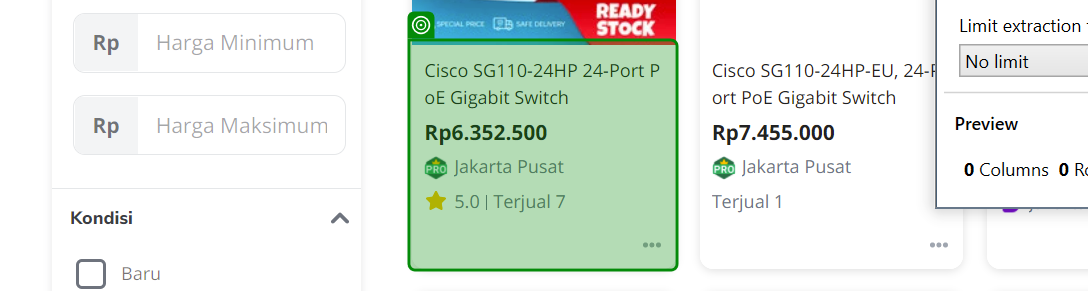 Rp Harga Minimum
Rp Harga Maksimum
Kondisi
Baru
SPECIAL PRICE SAFE DELIVERY
READY
STOCK
Cisco SG110-24HP 24-Port P
oE Gigabit Switch
Rp6.352.500
PRO Jakarta Pusat
5.0 | Terjual 7
Cisco SG110-24HP-EU, 24-
ort PoE Gigabit Switch
Rp7.455.000
PRO Jakarta Pusat
Terjual 1
Limit extraction
No limit
Preview
0 Columns 0